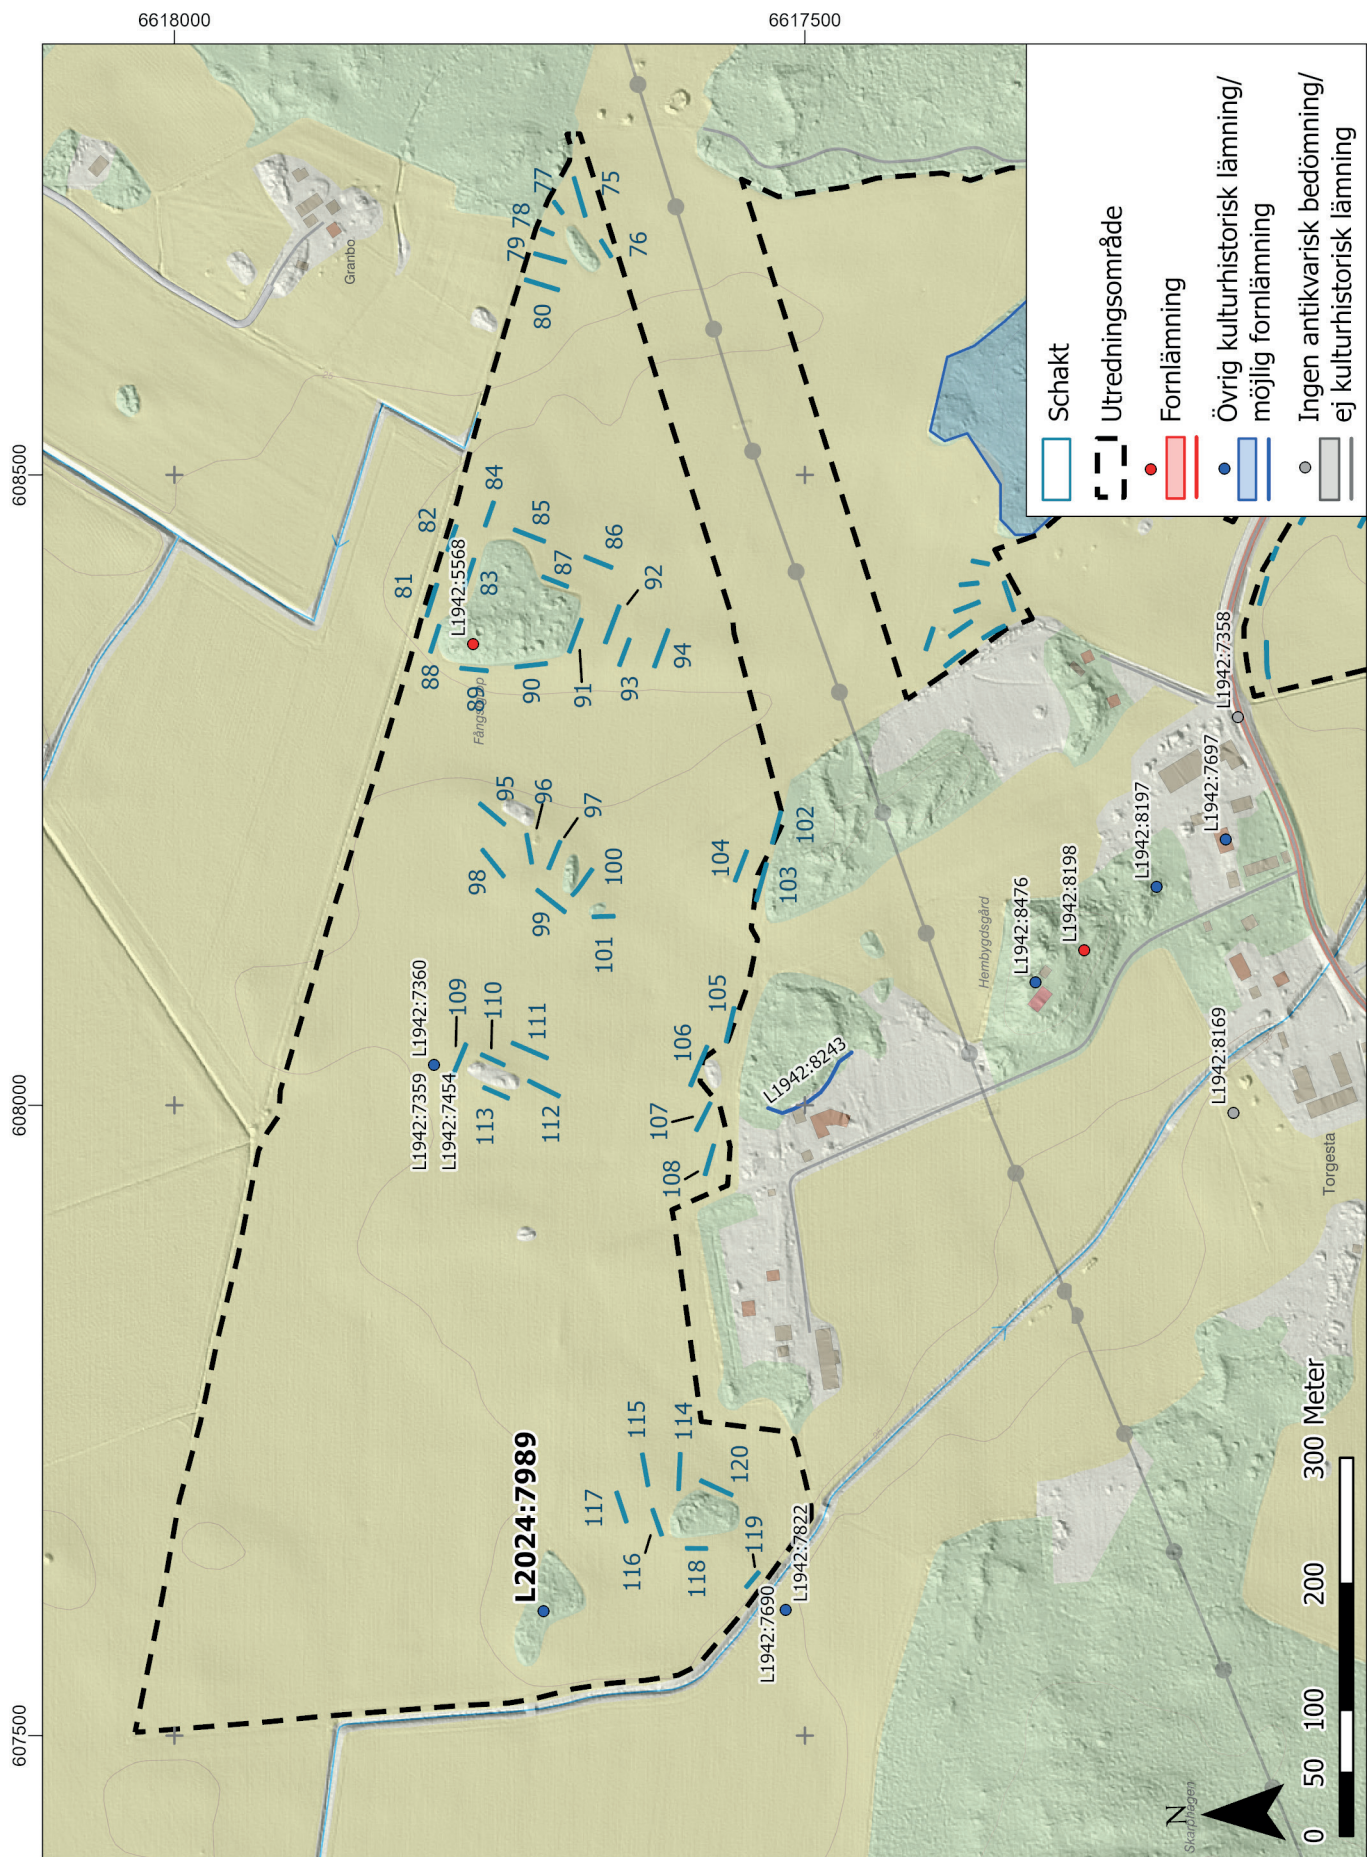 6618000
6617500
608500
608000
607500
Granbo
77
78
79
80
75
76
81
82
84
L1942:5568
83
85
86
87
88
89
Fångstgrop
90
91
92
93
94
95
96
97
98
99
100
101
102
103
104
105
106
107
108
L1942:7360
L1942:7359
L1942:7454
109
110
111
112
113
L1942:8243
Hembygdsgård
L1942:8476
L1942:8198
L1942:8197
L1942:7697
L1942:7358
L1942:8169
Torgesta
L2024:7989
114
115
116
117
118
119
120
L1942:7690
L1942:7822
Skarphagen
N
0 50 100 200 300 Meter
Schakt
Utredningsområde
Fornlämning
Övrig kulturhistorisk lämning/
möjlig fornlämning
Ingen antikvarisk bedömning/
ej kulturhistorisk lämning